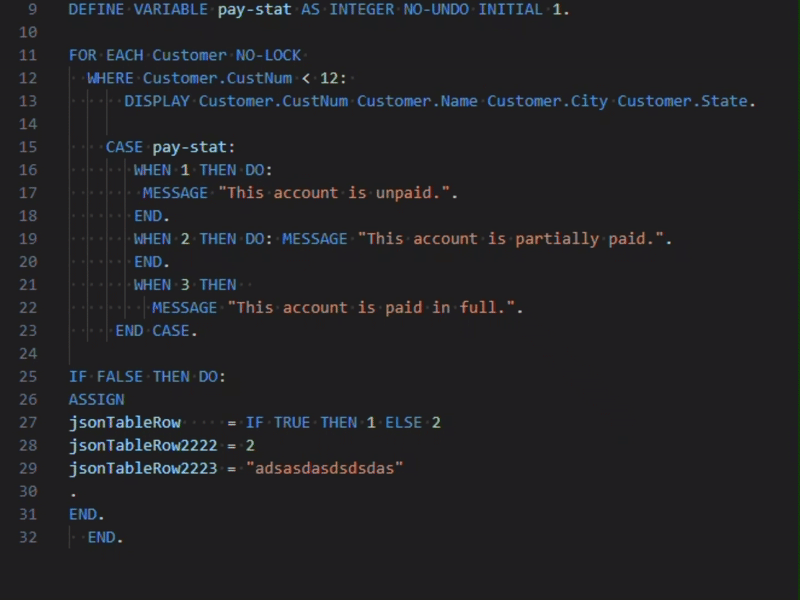 9 DEFINE VARIABLE pay-stat AS INTEGER NO-UNDO INITIAL 1.
10
11 FOR EACH Customer NO-LOCK
12 WHERE Customer.CustNum < 12:
13 DISPLAY Customer.CustNum Customer.Name Customer.City Customer.State.
14
15 CASE pay-stat:
16 WHEN 1 THEN DO:
17 MESSAGE "This account is unpaid.".
18 END.
19 WHEN 2 THEN DO: MESSAGE "This account is partially paid.".
20 END.
21 WHEN 3 THEN
22 MESSAGE "This account is paid in full.".
23 END CASE.
24
25 IF FALSE THEN DO:
26 ASSIGN
27 jsonTableRow = IF TRUE THEN 1 ELSE 2
28 jsonTableRow2222 = 2
29 jsonTableRow2223 = "adsasdasdsdsdas"
30 .
31 END.
32 END.